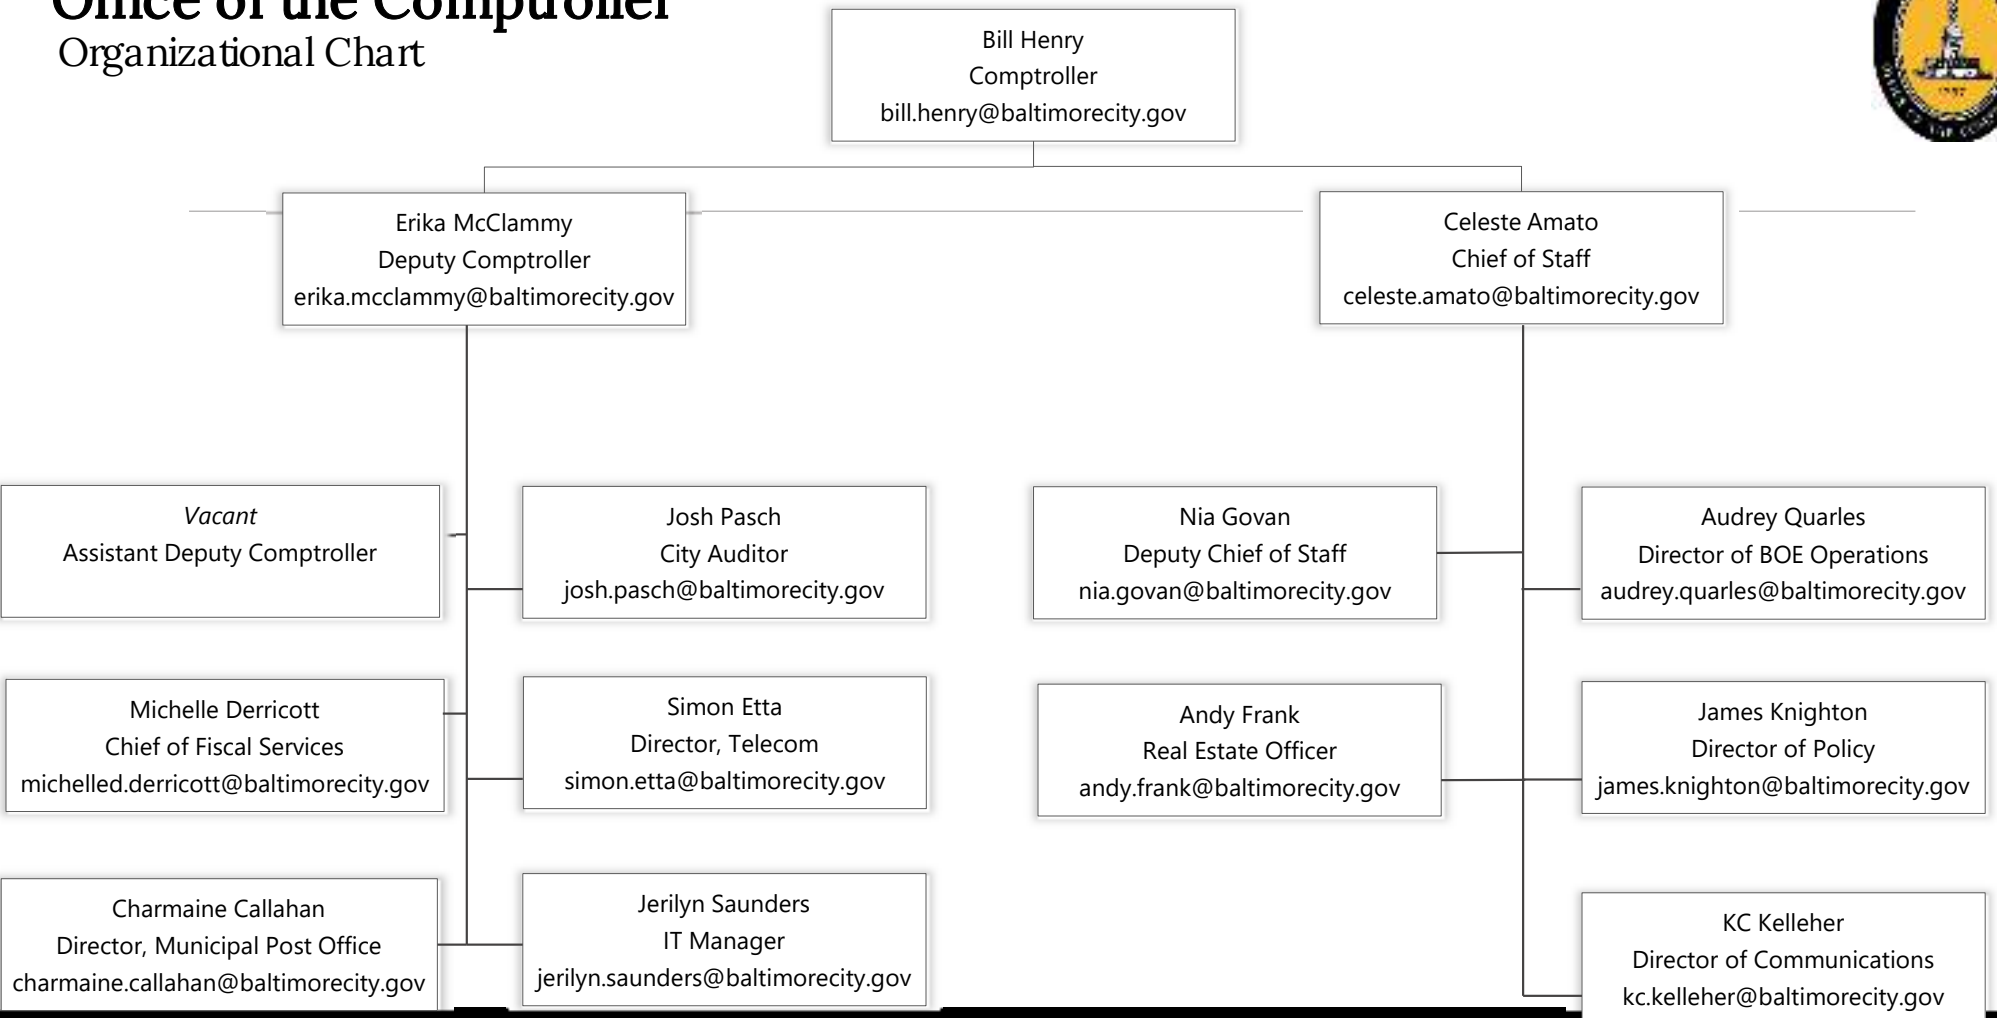 Office of the Comptroller
Organizational Chart
Bill Henry
Comptroller
bill.henry@baltimorecity.gov
Erika McClammy
Deputy Comptroller
erika.mcclammy@baltimorecity.gov
Celeste Amato
Chief of Staff
celeste.amato@baltimorecity.gov
Vacant
Assistant Deputy Comptroller
Josh Pasch
City Auditor
josh.pasch@baltimorecity.gov
Nia Govan
Deputy Chief of Staff
nia.govan@baltimorecity.gov
Audrey Quarles
Director of BOE Operations
audrey.quarles@baltimorecity.gov
Michelle Derricott
Chief of Fiscal Services
michelled.derricott@baltimorecity.gov
Simon Etta
Director, Telecom
simon.etta@baltimorecity.gov
Andy Frank
Real Estate Officer
andy.frank@baltimorecity.gov
James Knighton
Director of Policy
james.knighton@baltimorecity.gov
Charmaine Callahan
Director, Municipal Post Office
charmaine.callahan@baltimorecity.gov
Jerilyn Saunders
IT Manager
jerilyn.saunders@baltimorecity.gov
KC Kelleher
Director of Communications
kc.kelleher@baltimorecity.gov